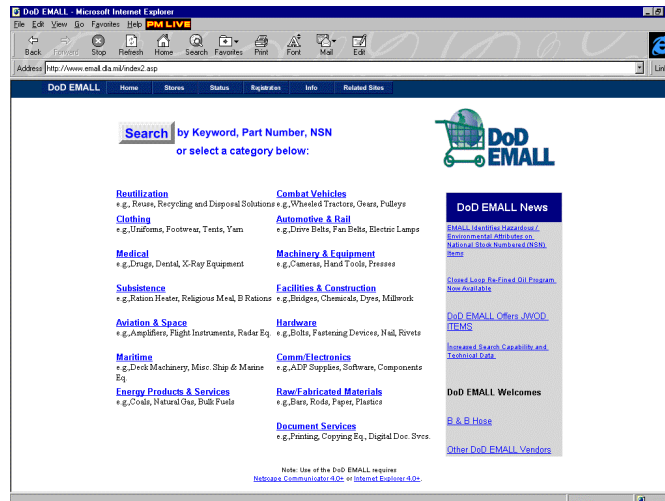 DoD EMALL - Microsoft Internet Explorer
File Edit View Go Favorites Help PM LIVE
Back Forward Stop Refresh Home Search Favorites Print Font Mail Edit
Address http://www.emall.dla.mil/index2.asp
DoD EMALL Home Stores Status Registration Info Related Sites
Search by Keyword, Part Number, NSN
or select a category below:
DoD
EMALL
Reutilization
e.g., Reuse, Recycling and Disposal Solutions
Clothing
e.g.,Uniforms, Footwear, Tents, Yarn
Medical
e.g.,Drugs, Dental, X-Ray Equipment
Subsistence
e.g.,Ration Heater, Religious Meal, B Rations
Aviation & Space
e.g.,Amplifiers, Flight Instruments, Radar Eq.
Maritime
e.g.,Deck Machinery, Misc. Ship & Marine
Eq.
Energy Products & Services
e.g.,Coals, Natural Gas, Bulk Fuels
Combat Vehicles
e.g.,Wheeled Tractors, Gears, Pulleys
Automotive & Rail
e.g.,Drive Belts, Fan Belts, Electric Lamps
Machinery & Equipment
e.g.,Cameras, Hand Tools, Presses
Facilities & Construction
e.g.,Bridges, Chemicals, Dyes, Millwork
Hardware
e.g.,Bolts, Fastening Devices, Nail, Rivets
Comm/Electronics
e.g.,ADP Supplies, Software, Components
Raw/Fabricated Materials
e.g.,Bars, Rods, Paper, Plastics
Document Services
e.g.,Printing, Copying Eq., Digital Doc. Svcs.
DoD EMALL News
EMALL Identifies Hazardous /
Environmental Attributes on
National Stock Numbered (NSN)
Items
Closed Loop Re-Fined Oil Program
Now Available
DoD EMALL Offers JWOD
ITEMS
Increased Search Capability and
Technical Data
DoD EMALL Welcomes
B & B Hose
Other DoD EMALL Vendors
Note: Use of the DoD EMALL requires
Netscape Communicator 4.0+ or Internet Explorer 4.0+.